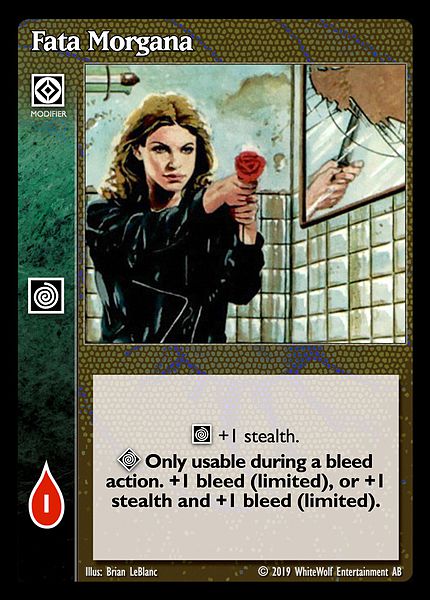 Fata Morgana
MODIFIER
+1 stealth.
Only usable during a bleed
action. +1 bleed (limited), or +1
stealth and +1 bleed (limited).
1
Illus: Brian LeBlanc © 2019 WhiteWolf Entertainment AB